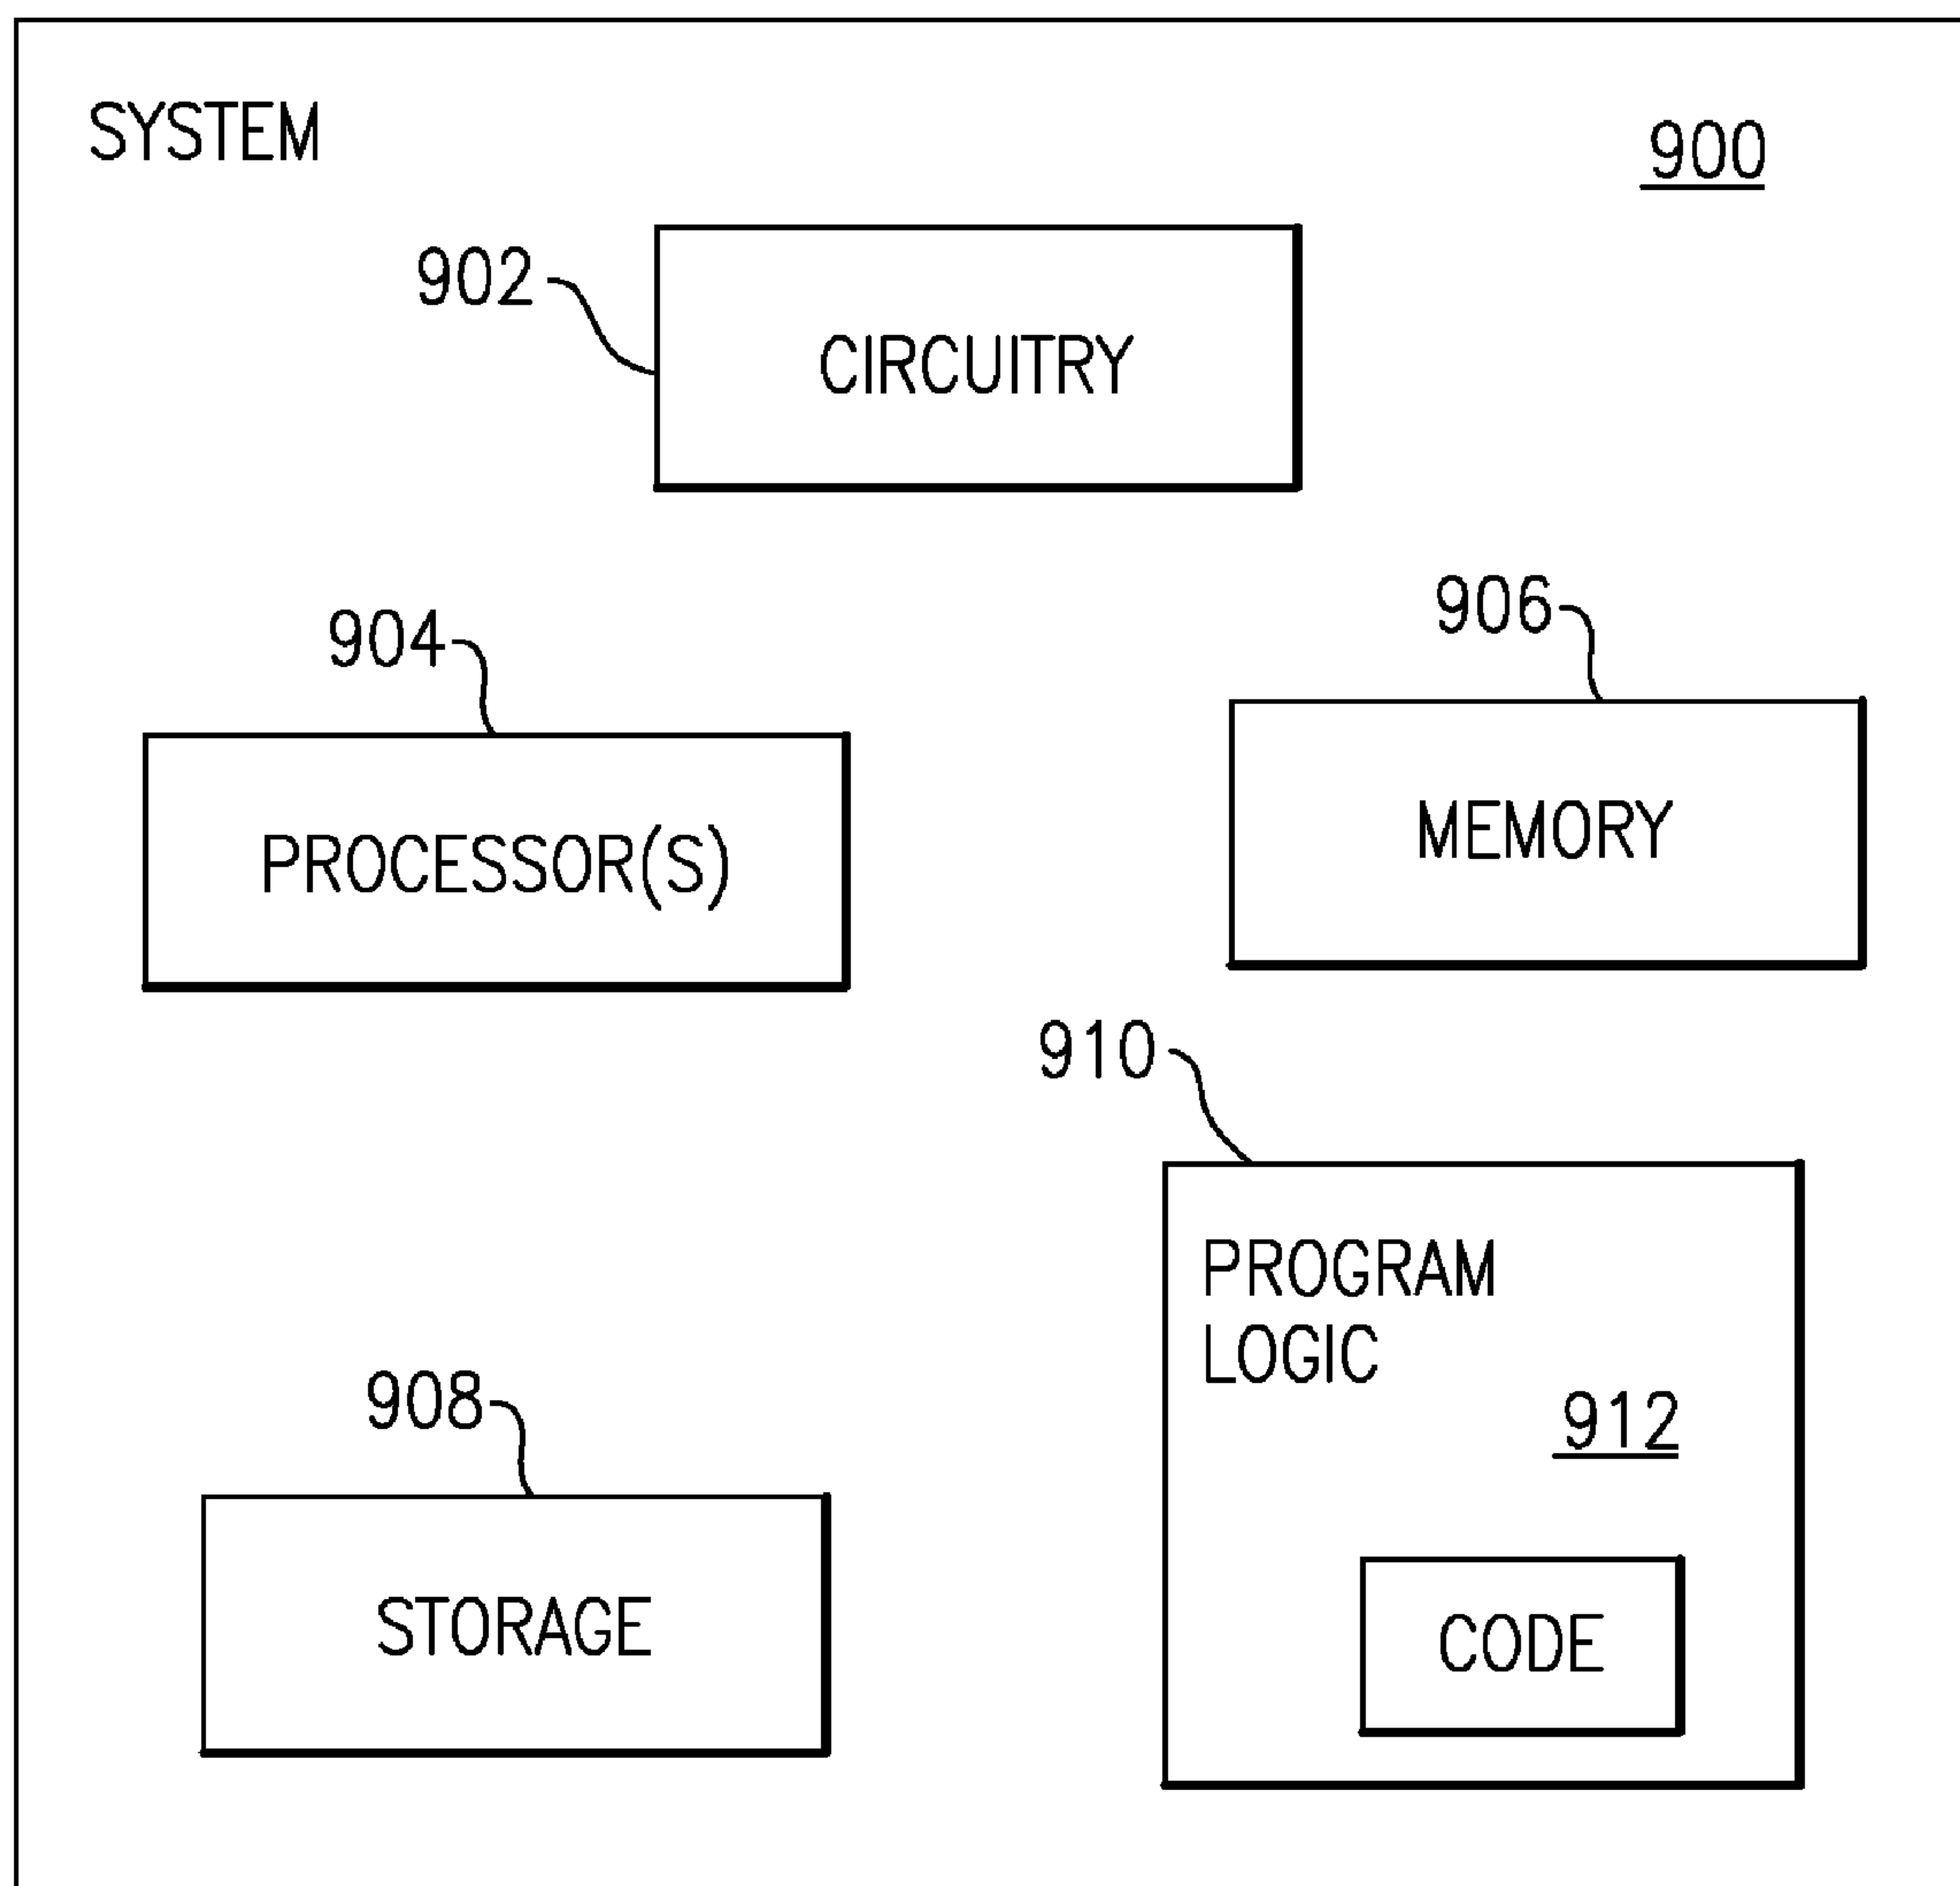 SYSTEM
900
902
CIRCUITRY
904
906
PROCESSOR(S)
MEMORY
910
PROGRAM
LOGIC
908
912
STORAGE
CODE